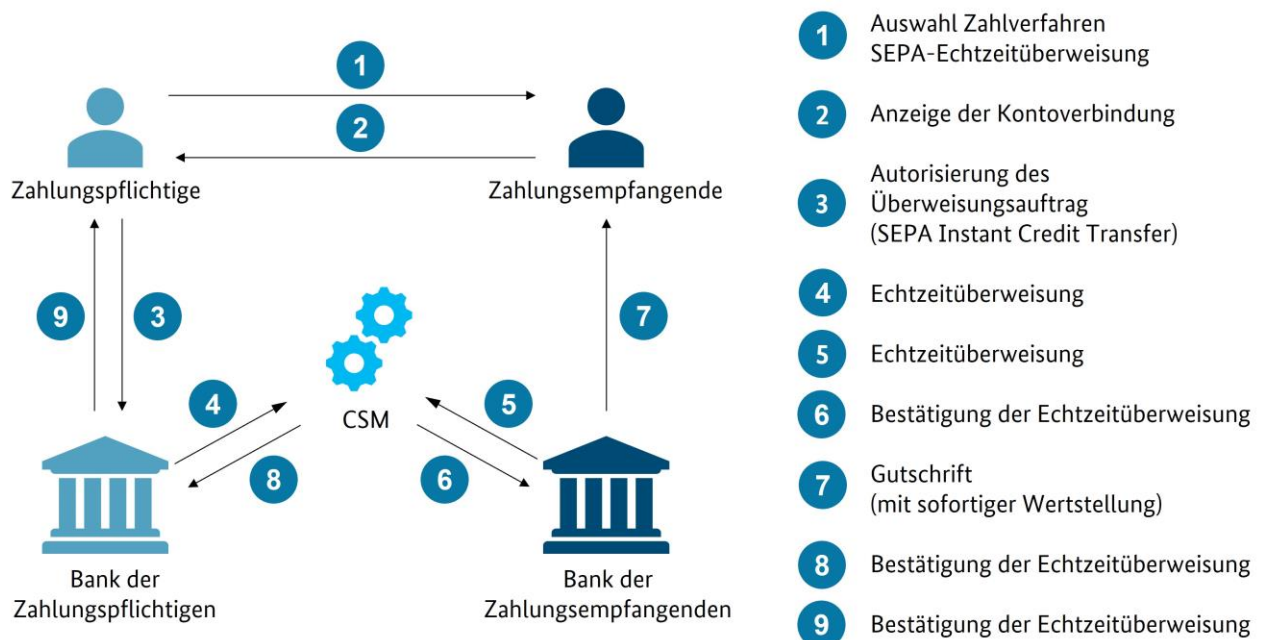 1
2
Zahlungspflichtige
Zahlungsempfangende
9
3
7
4
CSM
5
8
6
Bank der
Zahlungspflichtigen
Bank der
Zahlungsempfangenden
1
Auswahl Zahlverfahren
SEPA-Echtzeitüberweisung
2
Anzeige der Kontoverbindung
3
Autorisierung des
Überweisungsauftrag
(SEPA Instant Credit Transfer)
4
Echtzeitüberweisung
5
Echtzeitüberweisung
6
Bestätigung der Echtzeitüberweisung
7
Gutschrift
(mit sofortiger Wertstellung)
8
Bestätigung der Echtzeitüberweisung
9
Bestätigung der Echtzeitüberweisung